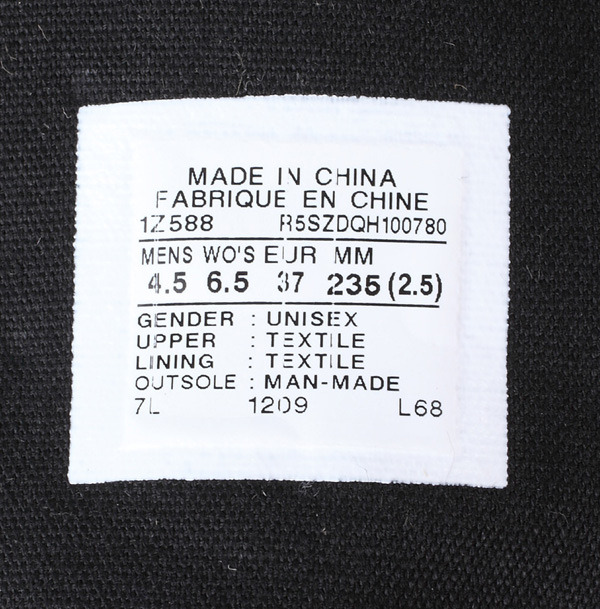 MADE IN CHINA
FABRIQUE EN CHINE
1Z588 R5SZDQH100780
MENS WO'S EUR MM
4.5 6.5 37 235 (2.5)
GENDER : UNISEX
UPPER : TEXTILE
LINING : TEXTILE
OUTSOLE : MAN-MADE
7L 1209 L68